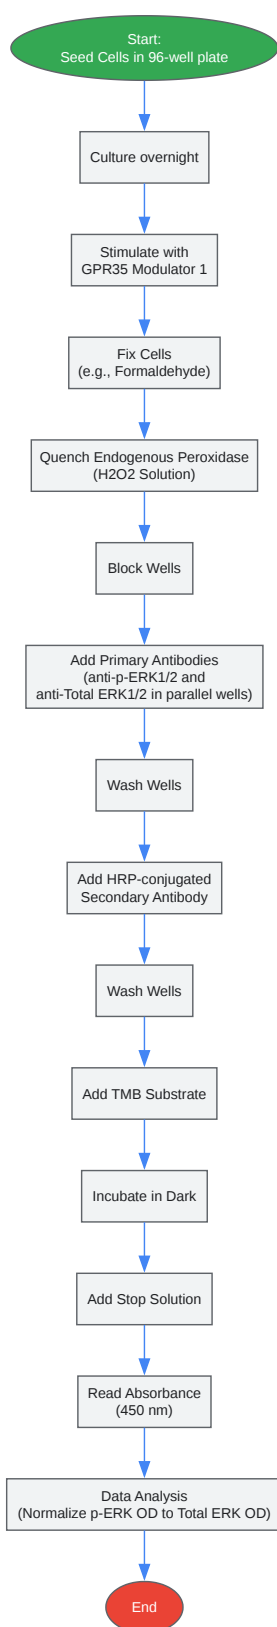 Start:
Seed Cells in 96-well plate
Culture overnight
Stimulate with
GPR35 Modulator 1
Fix Cells
(e.g., Formaldehyde)
Quench Endogenous Peroxidase
(H2O2 Solution)
Block Wells
Add Primary Antibodies
(anti-p-ERK1/2 and
anti-Total ERK1/2 in parallel wells)
Wash Wells
Add HRP-conjugated
Secondary Antibody
Wash Wells
Add TMB Substrate
Incubate in Dark
Add Stop Solution
Read Absorbance
(450 nm)
Data Analysis
(Normalize p-ERK OD to Total ERK OD)
End